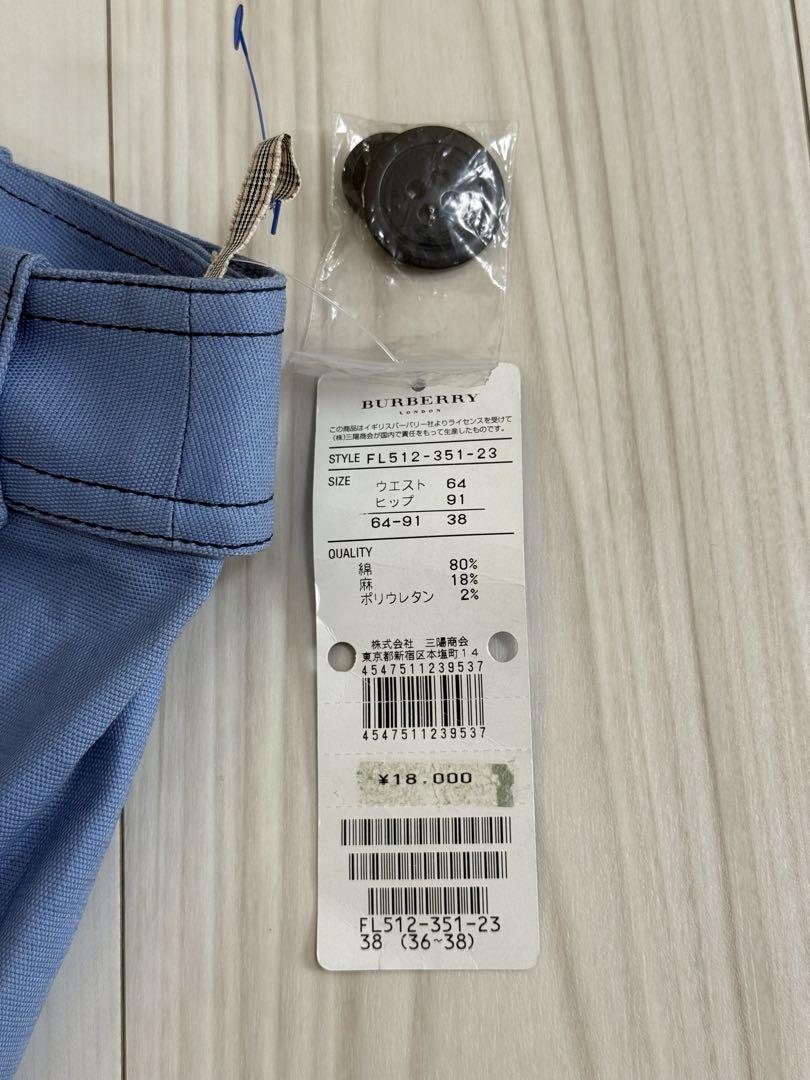 BURBERRY
LONDON
この商品はイギリスバーバリー社よりライセンスを受けて
(株)三陽商会が国内で責任をもって生産したものです。
STYLE FL512-351-23
SIZE ウエスト 64
ヒップ 91
64-91 38
QUALITY
綿 80%
麻 18%
ポリウレタン 2%
株式会社 三陽商会
東京都新宿区本塩町14
4547511239537
4547511239537
¥18.000
FL512-351-23
38 (36~38)